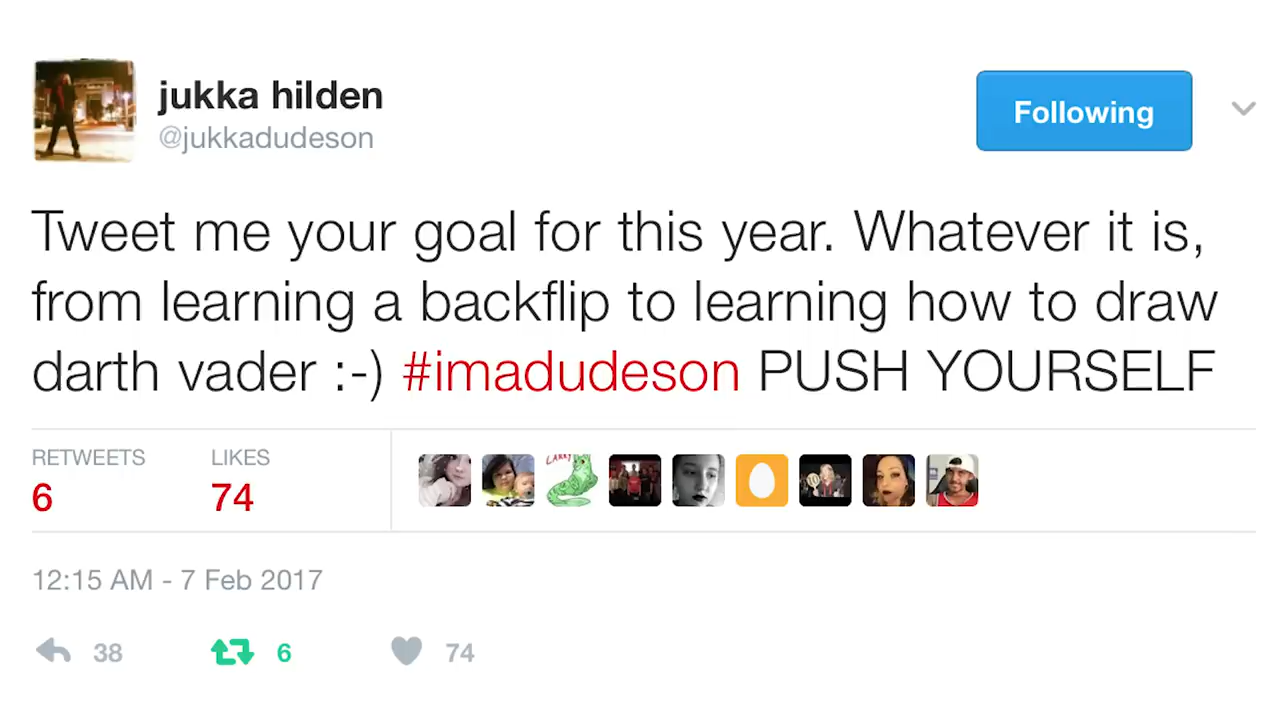 jukka hilden
@jukkadudeson
Following
Tweet me your goal for this year. Whatever it is,
from learning a backflip to learning how to draw
darth vader :-) #imadudeson PUSH YOURSELF
RETWEETS LIKES
6 74
LARRY
12:15 AM - 7 Feb 2017
38 6 74